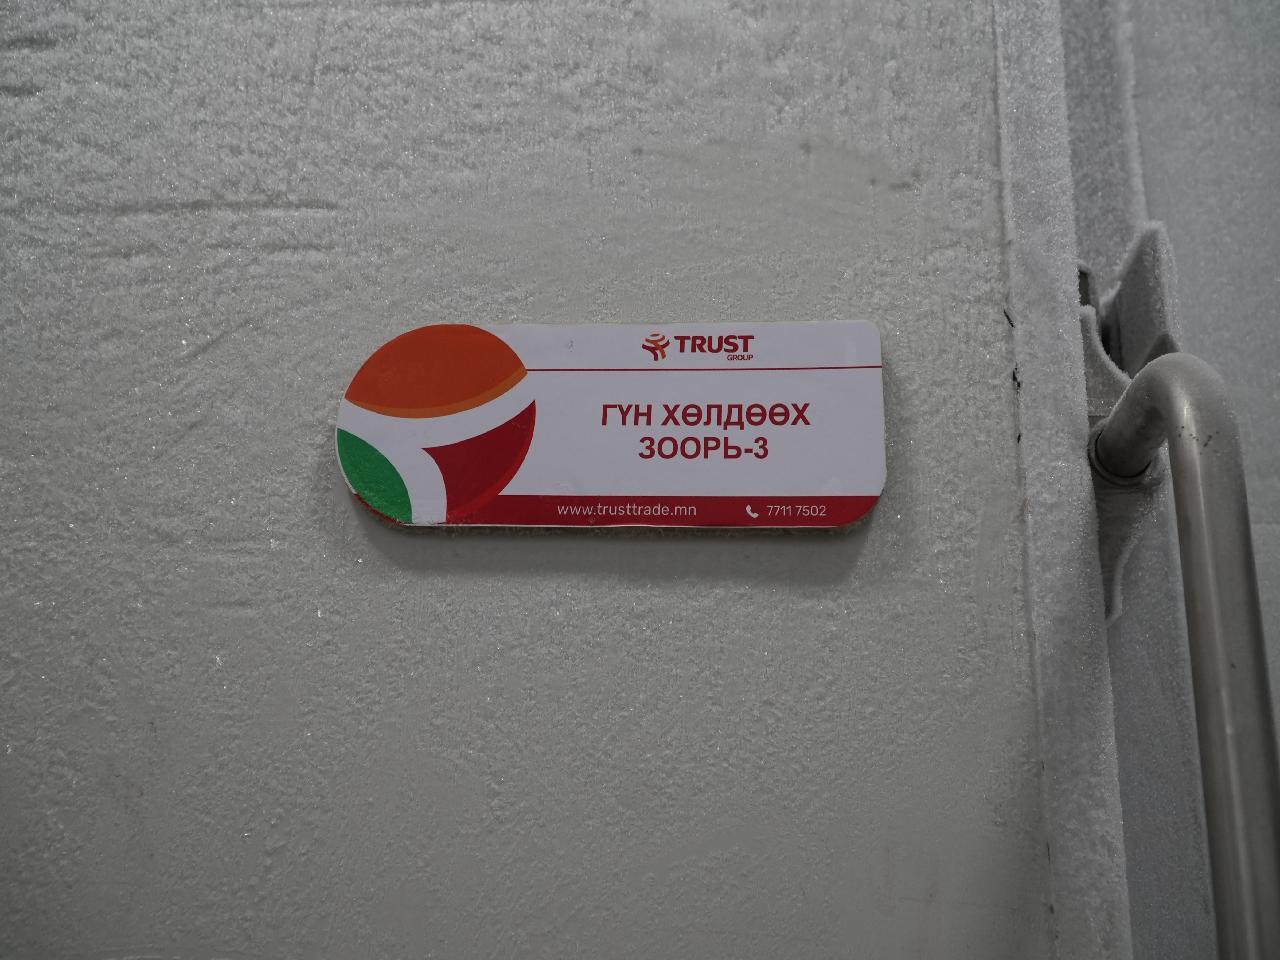 TRUST
GROUP
ГҮН ХӨЛДӨӨХ
ЗООРЬ-3
www.trusttrade.mn
7711 7502